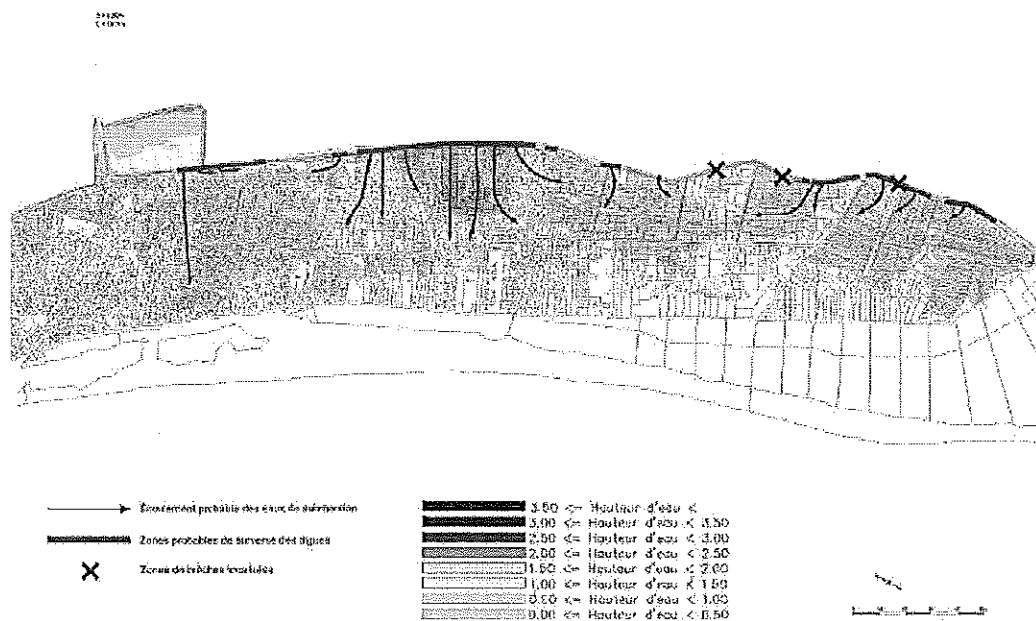 Ecoulement probable des eaux de submersion
Zones probables de surverse des digues
Zones de brèches
3.50 <= Hauteur d'eau <
3.00 <= Hauteur d'eau < 3.50
2.50 <= Hauteur d'eau < 3.00
2.00 <= Hauteur d'eau < 2.50
1.50 <= Hauteur d'eau < 2.00
1.00 <= Hauteur d'eau < 1.50
0.50 <= Hauteur d'eau < 1.00
0.00 <= Hauteur d'eau < 0.50